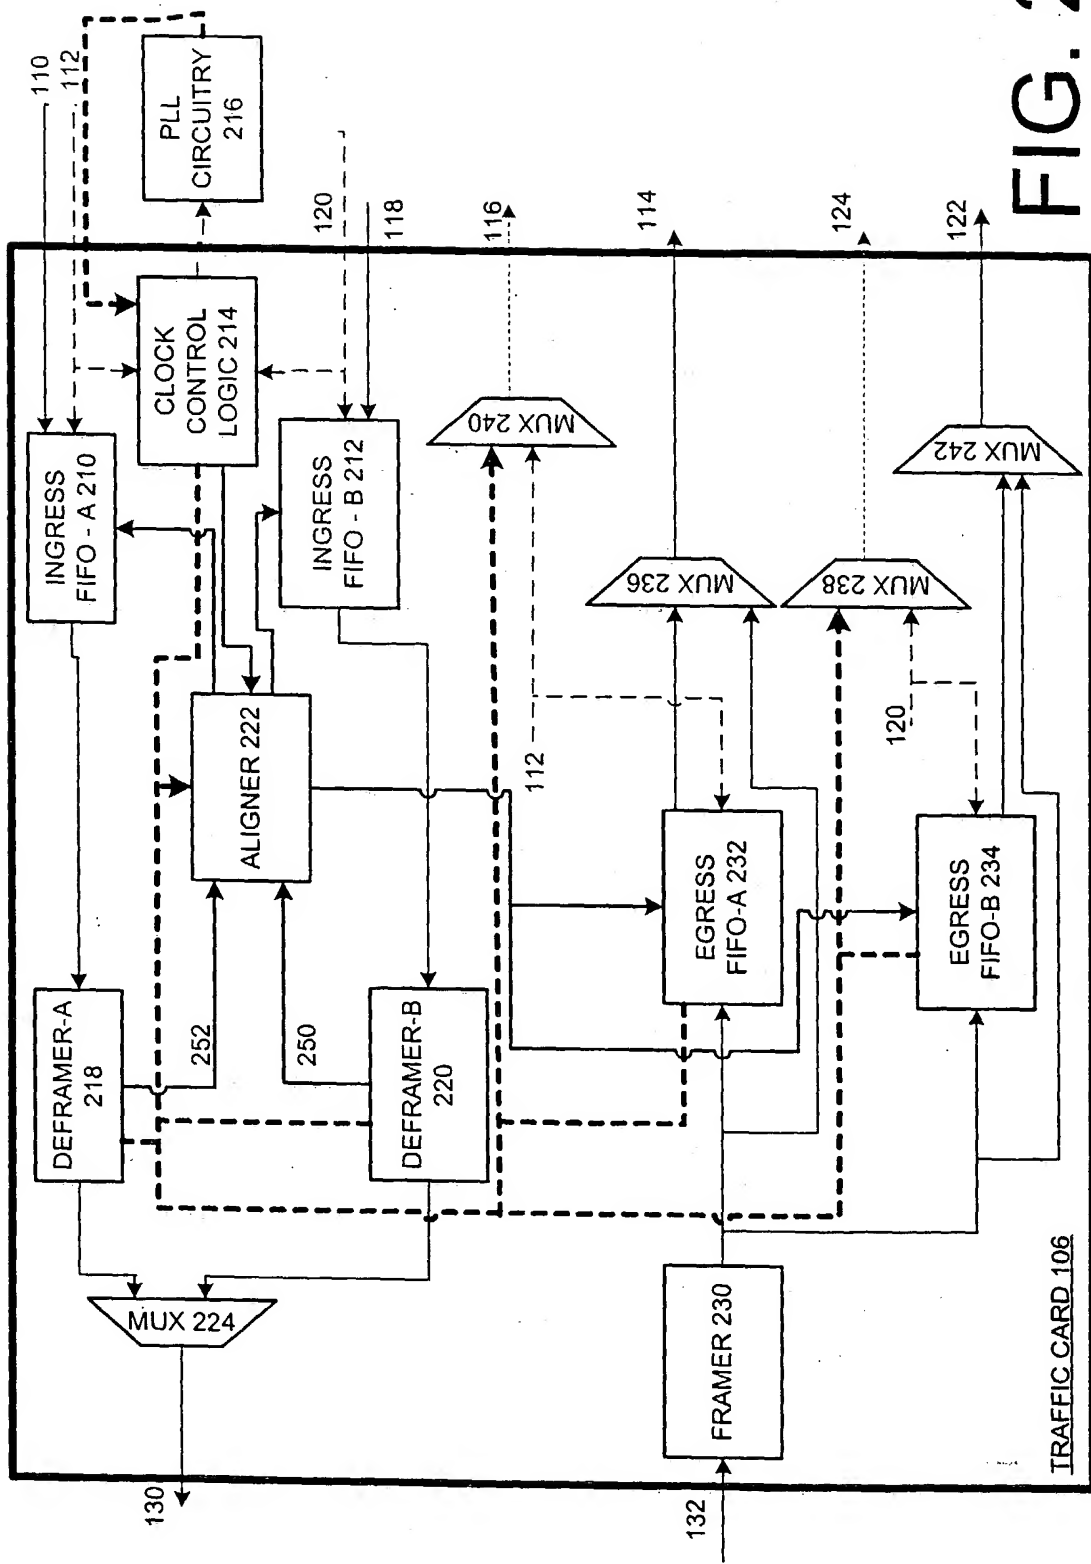 110
112
PLL
CIRCUITRY
216
INGRESS
FIFO - A 210
CLOCK
CONTROL
LOGIC 214
120
118
INGRESS
FIFO - B 212
116
MUX 240
114
124
122
ALIGNER 222
112
MUX 236
MUX 238
MUX 242
120
DEFRAMER-A
218
252
250
DEFRAMER-B
220
EGRESS
FIFO-A 232
EGRESS
FIFO-B 234
MUX 224
130
FRAMER 230
132
TRAFFIC CARD 106
FIG. 2